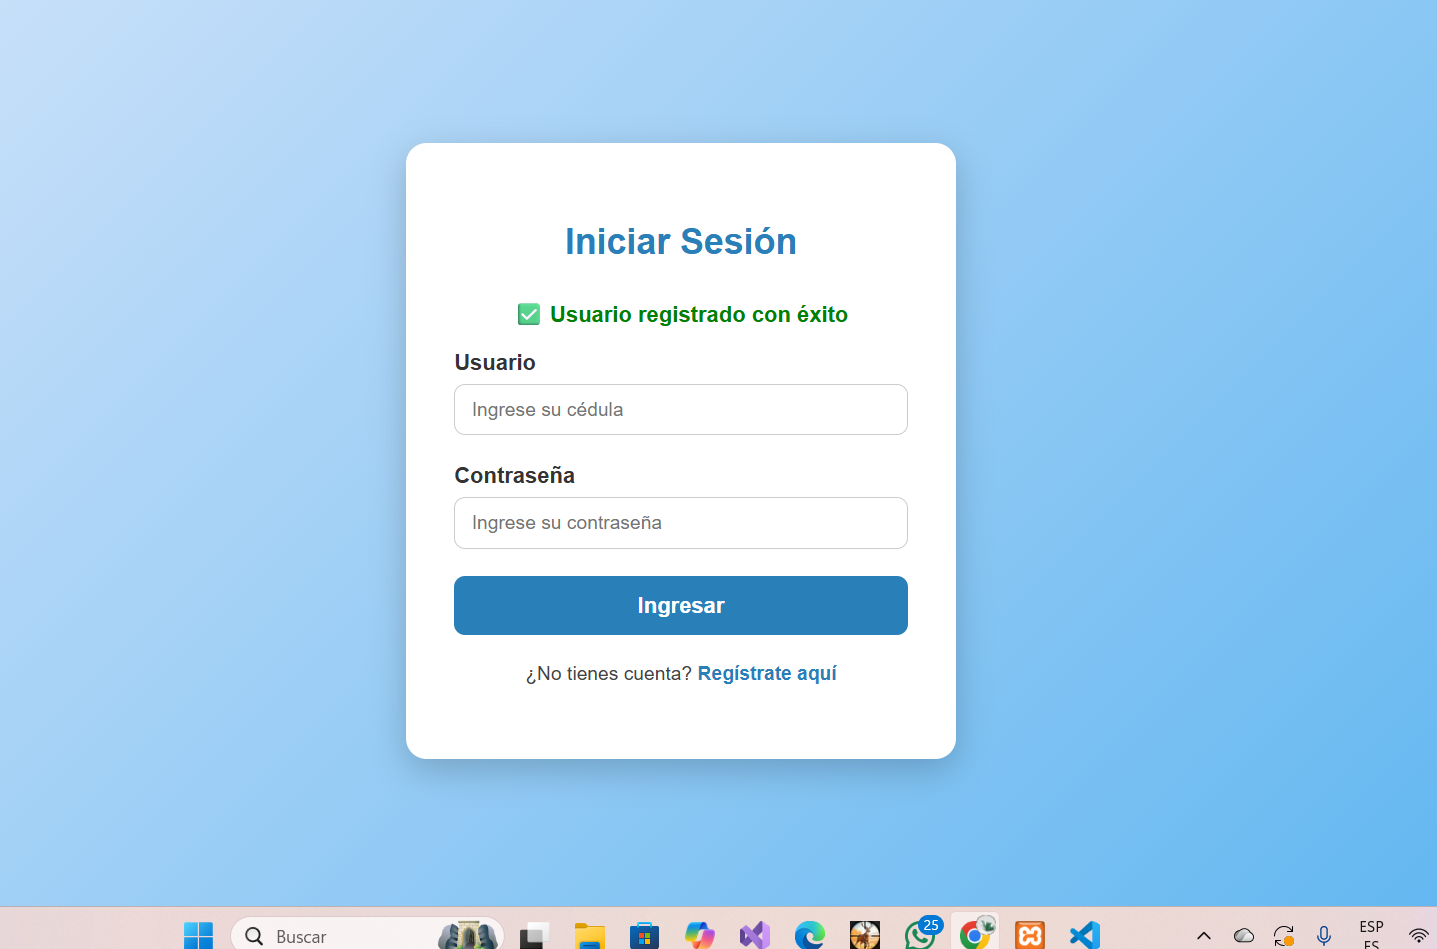 Iniciar Sesión
✅ Usuario registrado con éxito
Usuario
Ingrese su cédula
Contraseña
Ingrese su contraseña
Ingresar
¿No tienes cuenta? Regístrate aquí
Buscar
25
ESP
ES